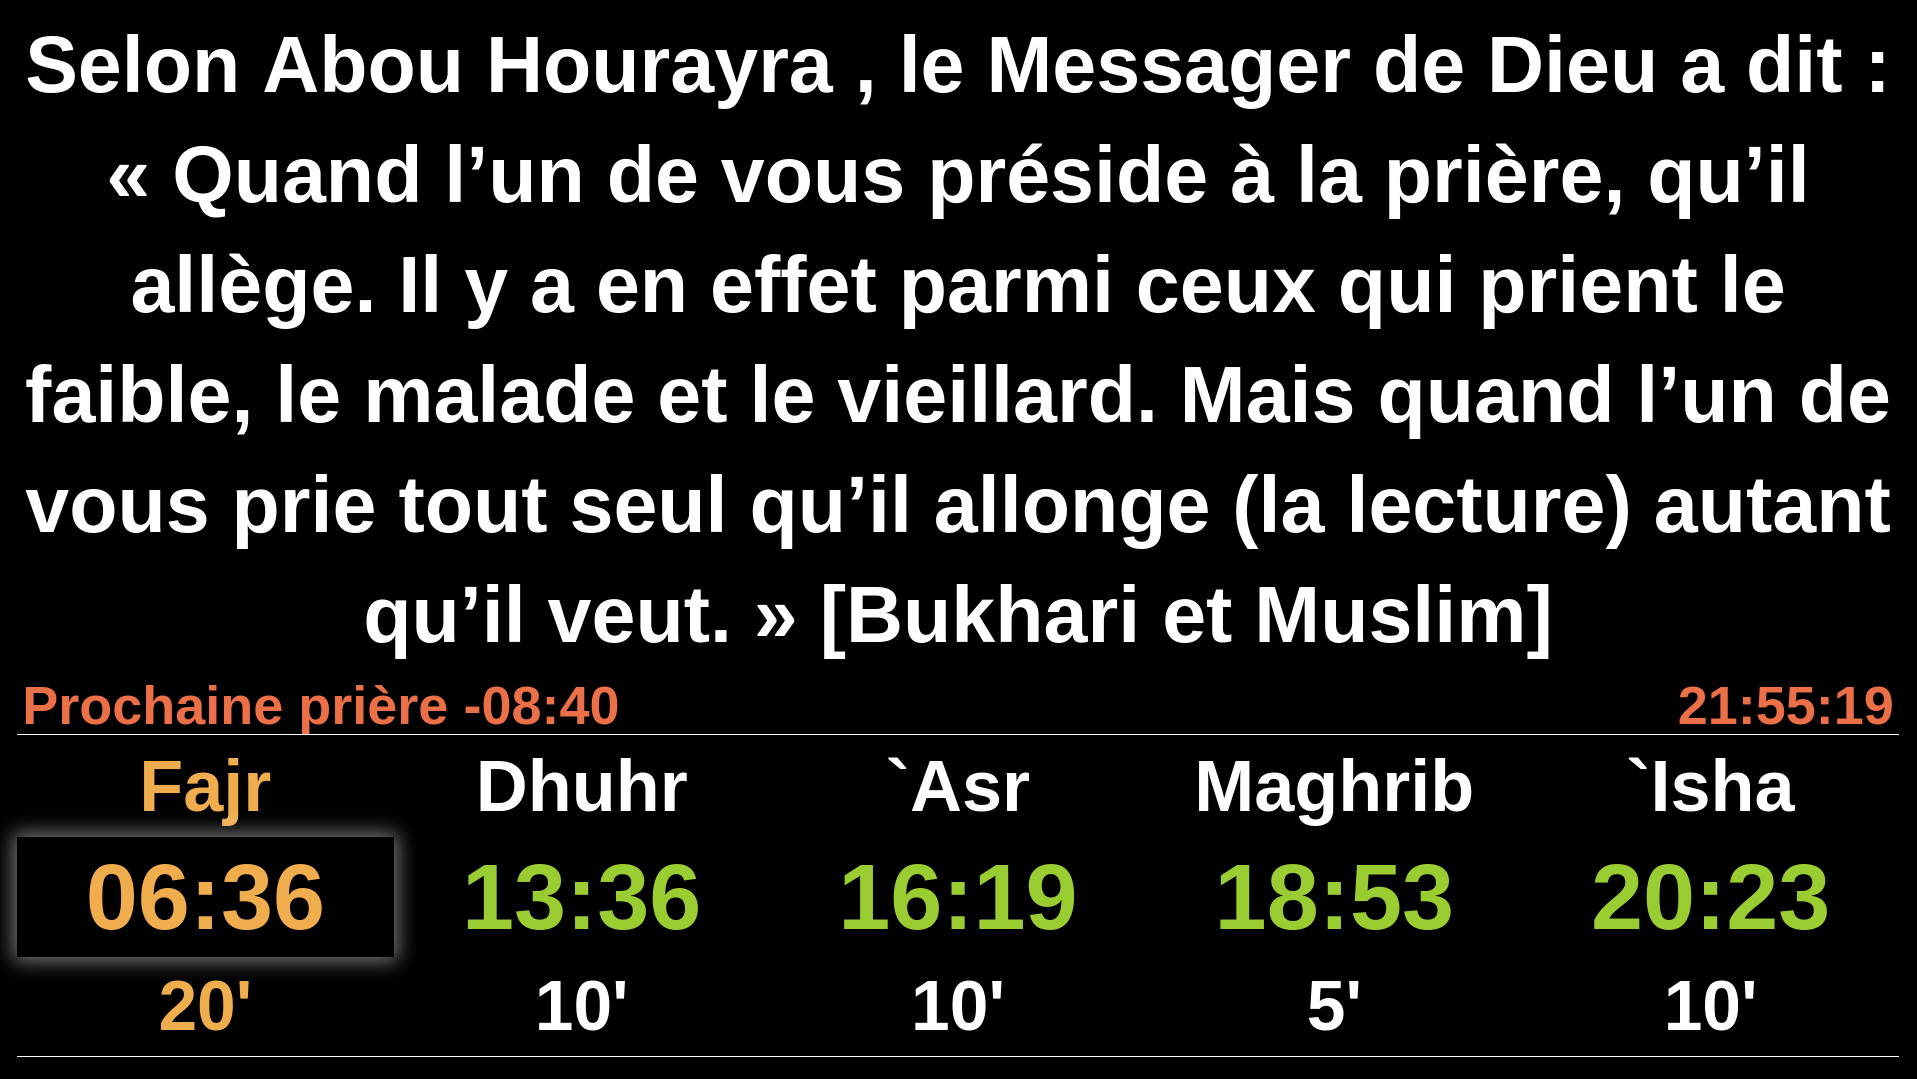 Selon Abou Hourayra , le Messager de Dieu a dit :
« Quand l’un de vous préside à la prière, qu’il
allège. Il y a en effet parmi ceux qui prient le
faible, le malade et le vieillard. Mais quand l’un de
vous prie tout seul qu’il allonge (la lecture) autant
qu’il veut. » [Bukhari et Muslim]
Prochaine prière -08:40 21:55:19
Fajr Dhuhr `Asr Maghrib `Isha
06:36 13:36 16:19 18:53 20:23
20' 10' 10' 5' 10'